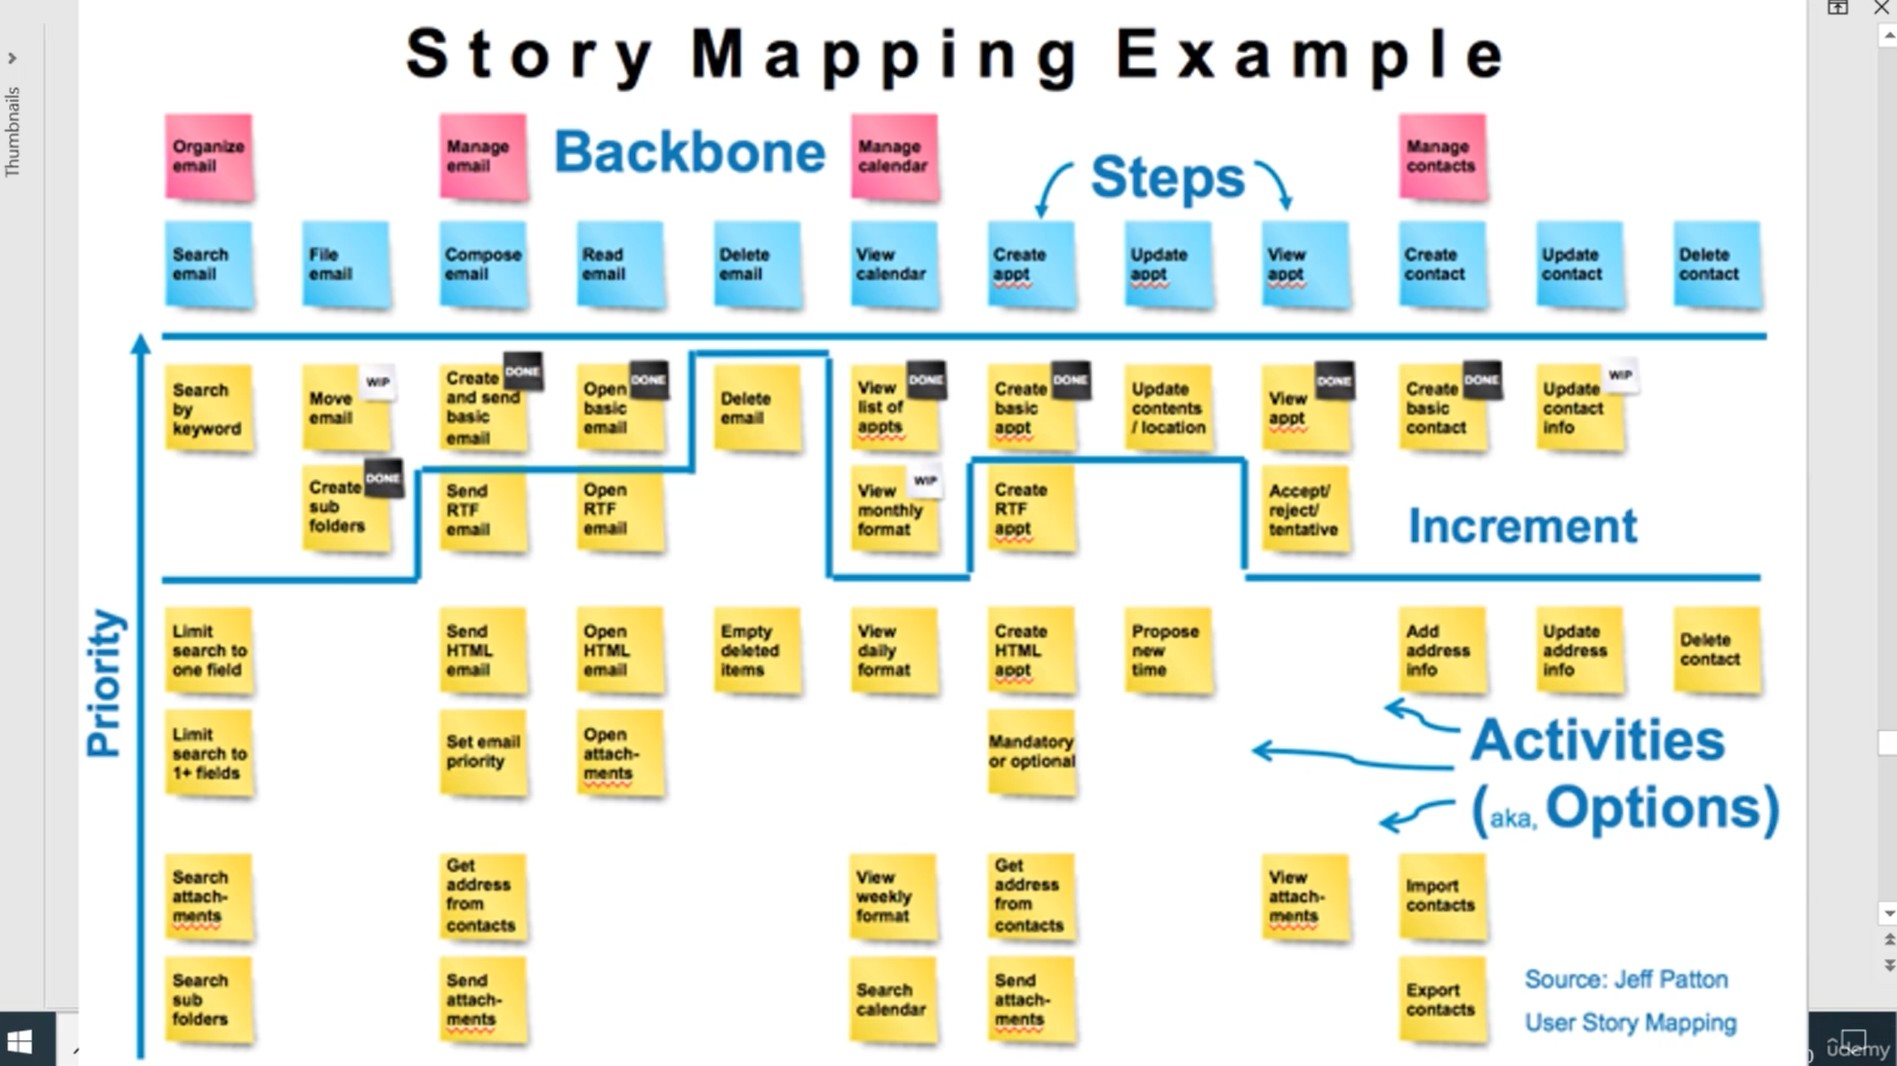 Thumbnails
Story Mapping Example
Organize
email
Manage
email
Backbone
Manage
calendar
Steps
Manage
contacts
Search
email
File
email
Compose
email
Read
email
Delete
email
View
calendar
Create
appt
Update
appt
View
appt
Create
contact
Update
contact
Delete
contact
Priority
Search
by
keyword
Move
email
WIP
Create
and send
basic
email
DONE
Open
basic
email
DONE
Delete
email
View
list of
appts
DONE
Create
basic
appt
DONE
Update
contents
/ location
View
appt
DONE
Create
basic
contact
DONE
Update
contact
info
WIP
Create
sub
folders
DONE
Send
RTF
email
Open
RTF
email
View
monthly
format
WIP
Create
RTF
appt
Accept/
reject/
tentative
Increment
Limit
search to
one field
Send
HTML
email
Open
HTML
email
Empty
deleted
items
View
daily
format
Create
HTML
appt
Propose
new
time
Add
address
info
Update
address
info
Delete
contact
Limit
search to
1+ fields
Set email
priority
Open
attach-
ments
Mandatory
or optional
Activities
(aka, Options)
Search
attach-
ments
Get
address
from
contacts
View
weekly
format
Get
address
from
contacts
View
attach-
ments
Import
contacts
Search
sub
folders
Send
attach-
ments
Search
calendar
Send
attach-
ments
Export
contacts
Source: Jeff Patton
User Story Mapping
ûdemy